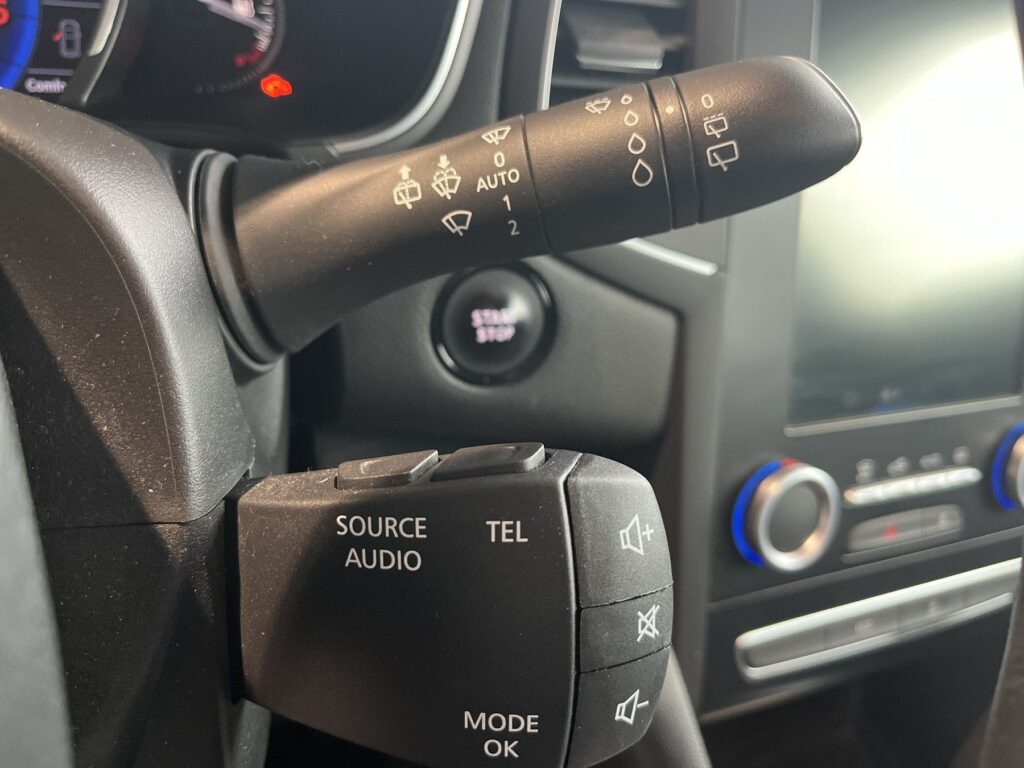 0
AUTO
1
2
0
START
STOP
SOURCE
AUDIO
TEL
MODE
OK